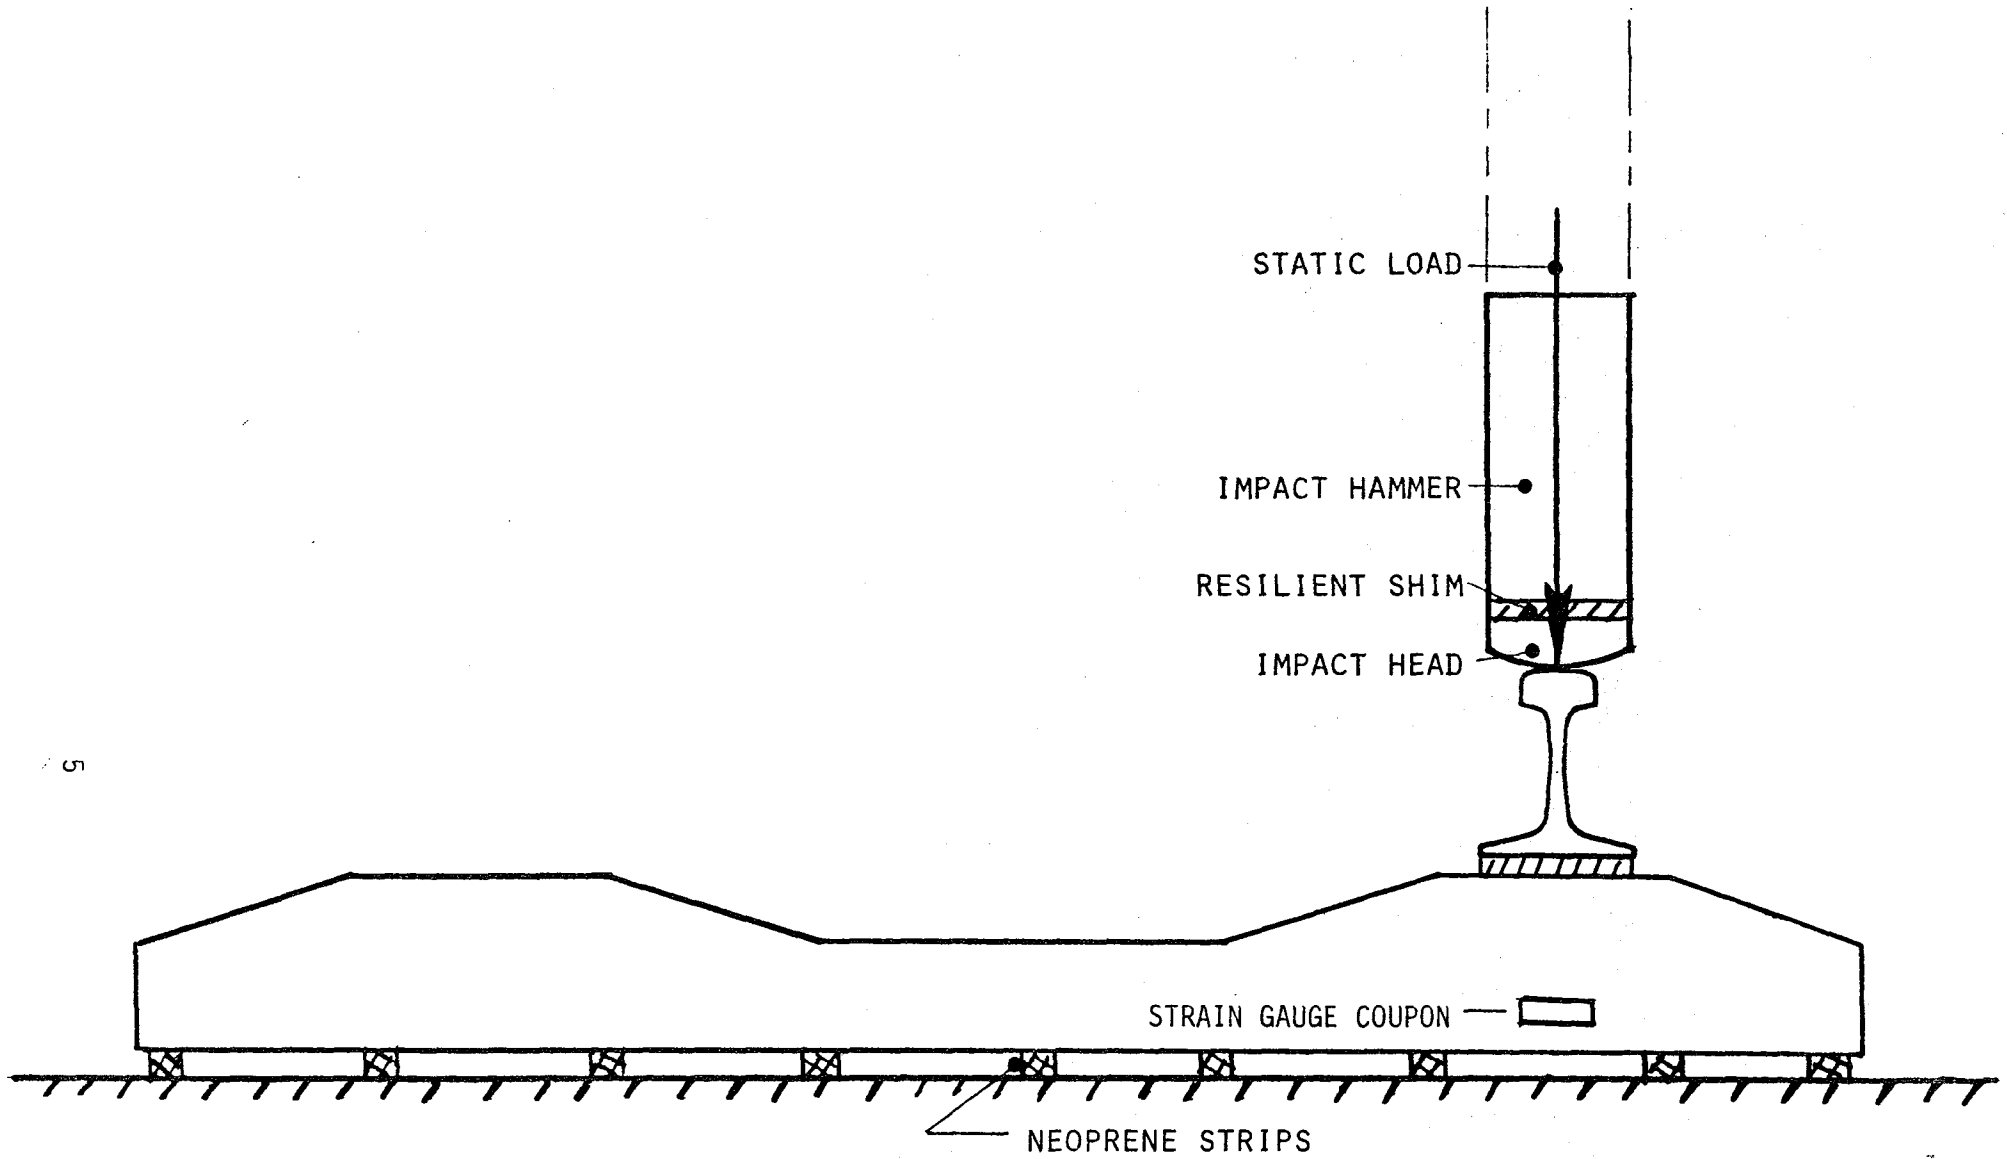 STATIC LOAD
IMPACT HAMMER
RESILIENT SHIM
IMPACT HEAD
5
STRAIN GAUGE COUPON
NEOPRENE STRIPS